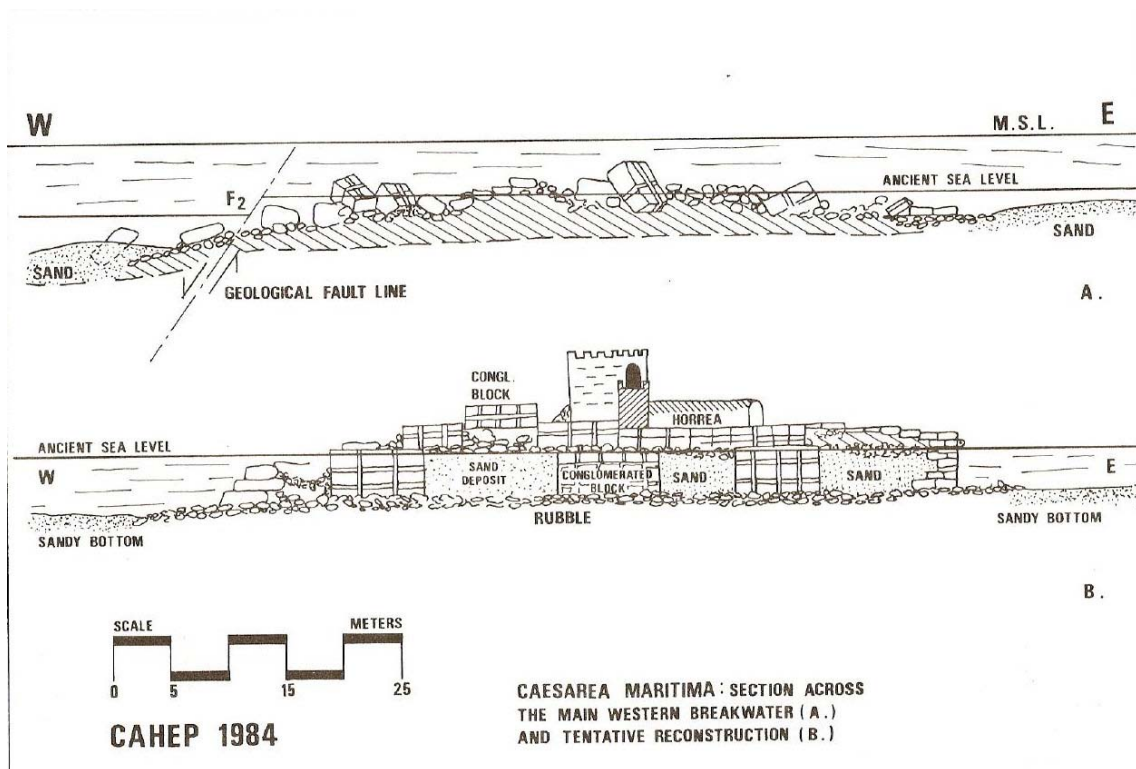 W
M.S.L. E
ANCIENT SEA LEVEL
F2
SAND
SAND
GEOLOGICAL FAULT LINE
A.
CONGL.
BLOCK
HORREA
ANCIENT SEA LEVEL
W
SAND
DEPOSIT
CONGLOMERATED
BLOCK
SAND
SAND
E
RUBBLE
SANDY BOTTOM
SANDY BOTTOM
B.
SCALE METERS
0 5 15 25
CAHEP 1984
CAESAREA MARITIMA: SECTION ACROSS
THE MAIN WESTERN BREAKWATER (A.)
AND TENTATIVE RECONSTRUCTION (B.)